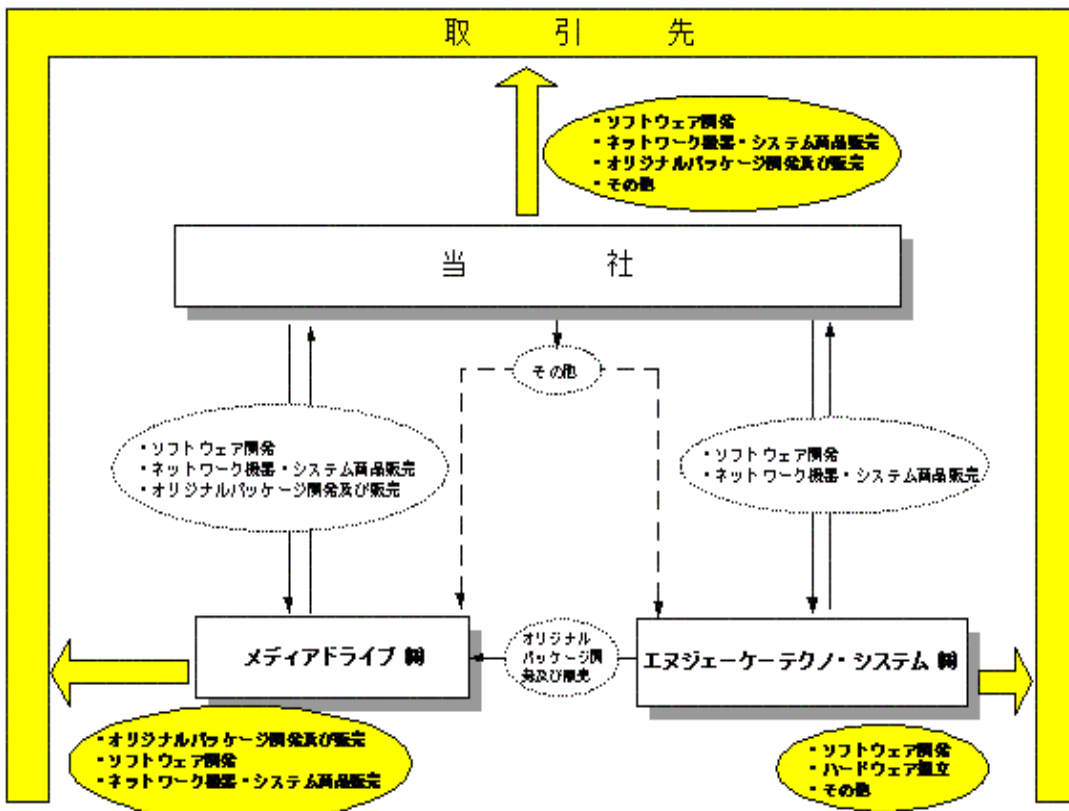 取引先
・ソフトウェア開発
・ネットワーク機器・システム商品販売
・オリジナルパッケージ開発及び販売
・その他
当社
その他
・ソフトウェア開発
・ネットワーク機器・システム商品販売
・オリジナルパッケージ開発及び販売
・ソフトウェア開発
・ネットワーク機器・システム商品販売
メディアドライブ ㈱
オリジナル
パッケージ開
発及び販売
エヌジェーケーテクノ・システム ㈱
・オリジナルパッケージ開発及び販売
・ソフトウェア開発
・ネットワーク機器・システム商品販売
・ソフトウェア開発
・ハードウェア組立
・その他